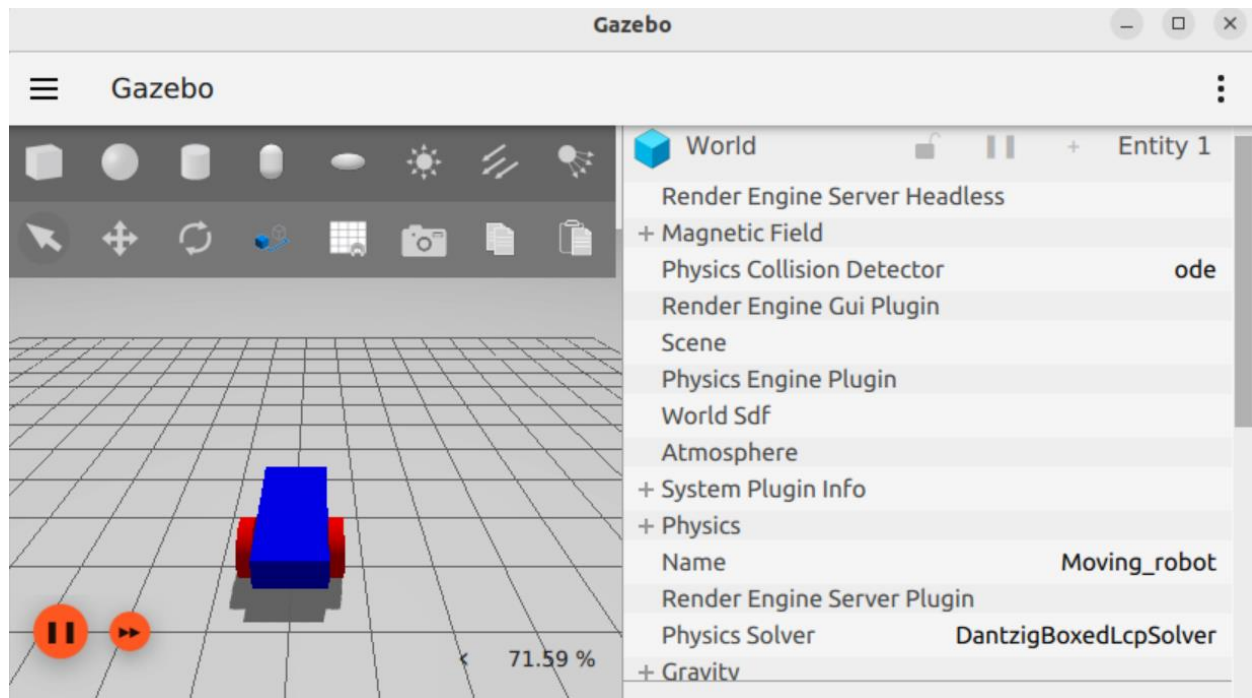 Gazebo
Gazebo
World Entity 1
Render Engine Server Headless
+ Magnetic Field
Physics Collision Detector ode
Render Engine Gui Plugin
Scene
Physics Engine Plugin
World Sdf
Atmosphere
+ System Plugin Info
+ Physics
Name Moving_robot
Render Engine Server Plugin
Physics Solver DantzigBoxedLcpSolver
+ Gravity
71.59 %